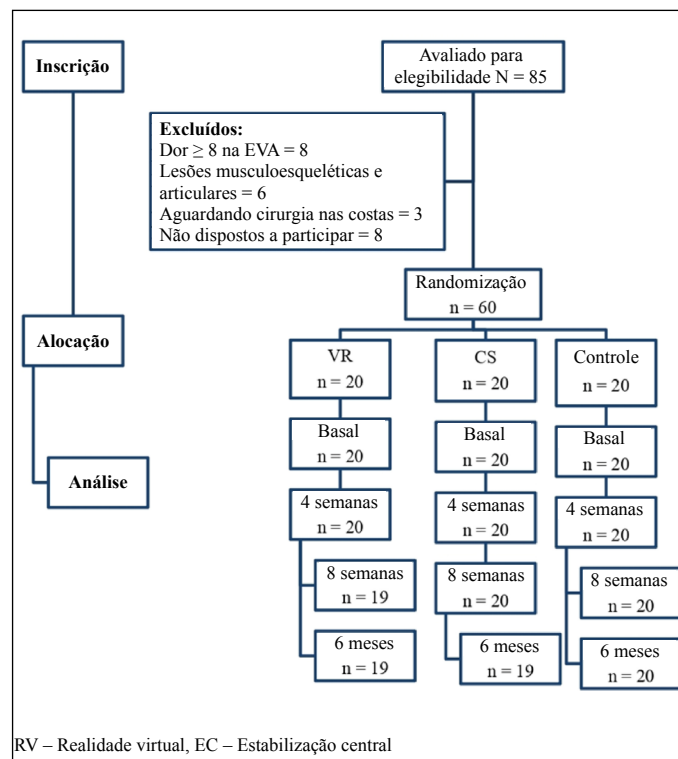 Inscrição
Avaliado para
elegibilidade N = 85
Excluídos:
Dor ≥ 8 na EVA = 8
Lesões musculoesqueléticas e
articulares = 6
Aguardando cirurgia nas costas = 3
Não dispostos a participar = 8
Randomização
n = 60
Alocação
VR
n = 20
CS
n = 20
Controle
n = 20
Análise
Basal
n = 20
Basal
n = 20
Basal
n = 20
4 semanas
n = 20
4 semanas
n = 20
4 semanas
n = 20
8 semanas
n = 19
8 semanas
n = 20
8 semanas
n = 20
6 meses
n = 19
6 meses
n = 19
6 meses
n = 20
RV – Realidade virtual, EC – Estabilização central